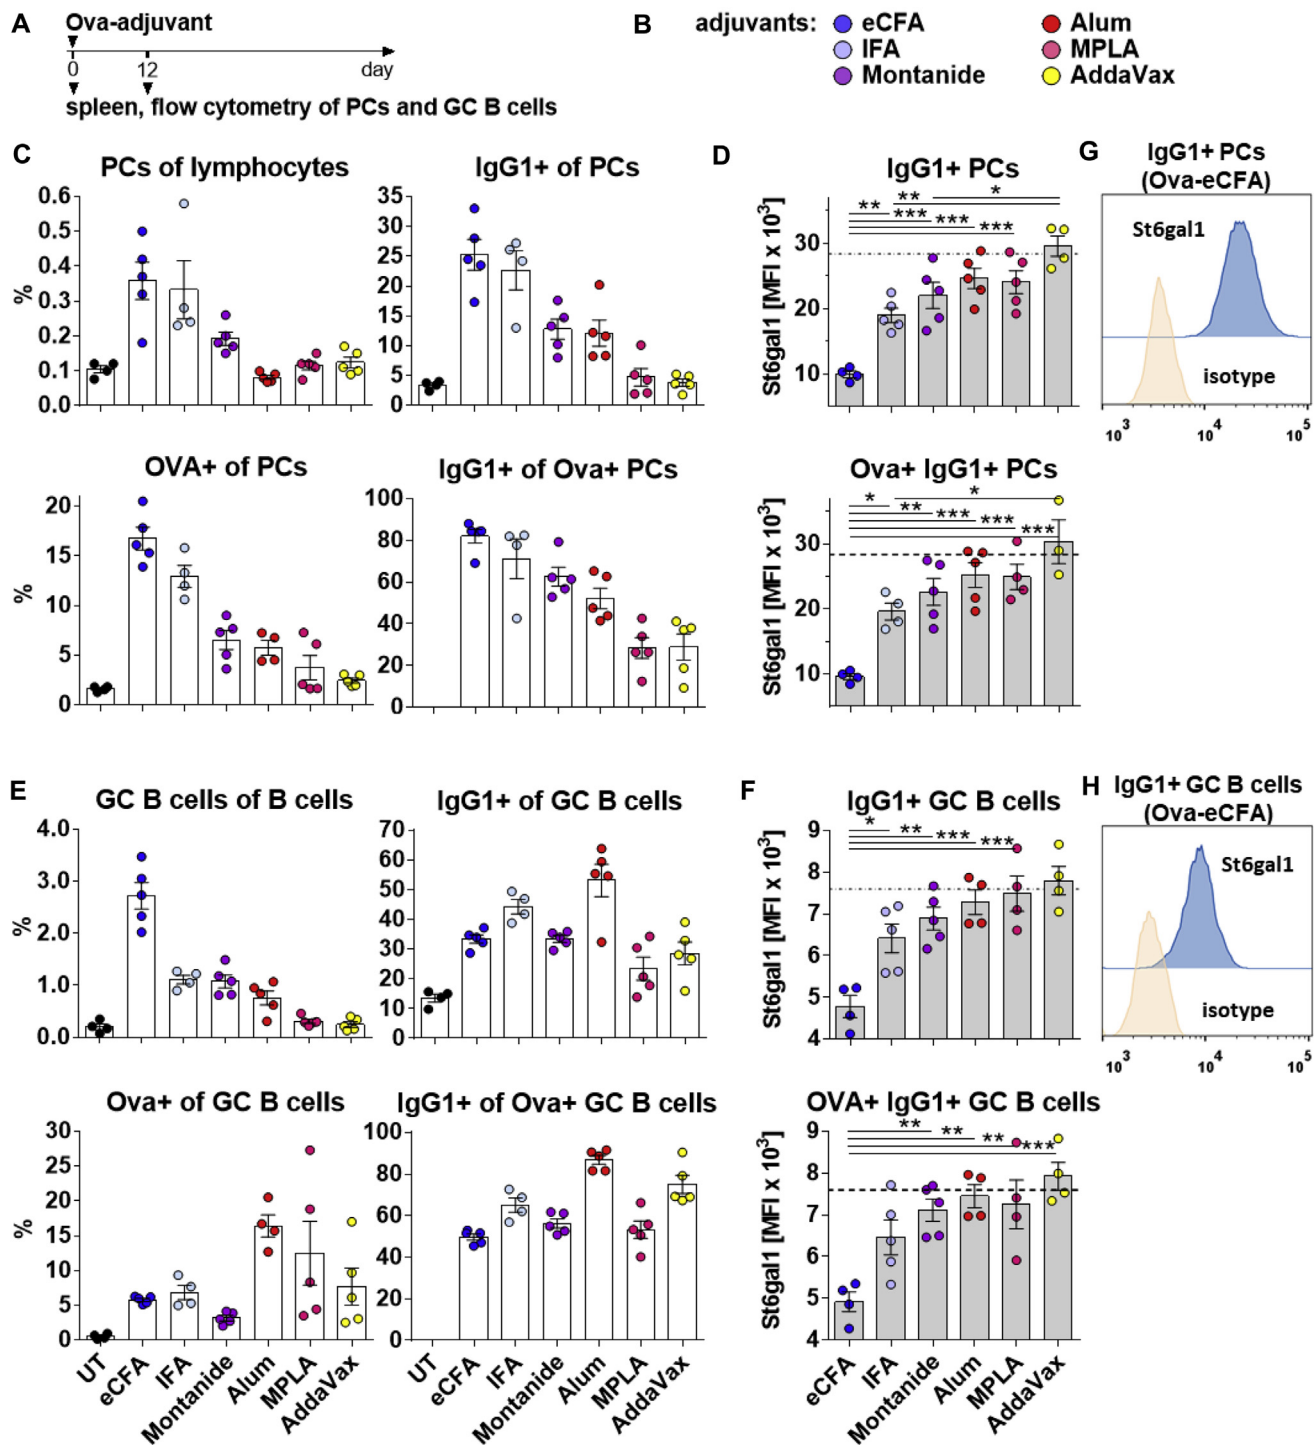 A
Ova-adjuvant
0 12 day
spleen, flow cytometry of PCs and GC B cells
B
adjuvants:
eCFA
IFA
Montanide
Alum
MPLA
AddaVax
C
PCs of lymphocytes
%
0.6
0.5
0.4
0.3
0.2
0.1
0.0
IgG1+ of PCs
35
30
25
20
15
10
5
0
OVA+ of PCs
%
20
15
10
5
0
IgG1+ of Ova+ PCs
100
80
60
40
20
0
D
IgG1+ PCs
St6gal1 [MFI x 10³]
30
20
10
** *
** *** *** ***
Ova+ IgG1+ PCs
St6gal1 [MFI x 10³]
30
20
10
* *
** *** *** ***
G
IgG1+ PCs
(Ova-eCFA)
St6gal1
isotype
10³ 10⁴ 10⁵
E
GC B cells of B cells
%
4.0
3.0
2.0
1.0
0.0
IgG1+ of GC B cells
70
60
50
40
30
20
10
0
Ova+ of GC B cells
%
30
25
20
15
10
5
0
UT
eCFA
IFA
Montanide
Alum
MPLA
AddaVax
IgG1+ of Ova+ GC B cells
100
80
60
40
20
0
UT
eCFA
IFA
Montanide
Alum
MPLA
AddaVax
F
IgG1+ GC B cells
St6gal1 [MFI x 10³]
9
8
7
6
5
4
* ** *** ***
OVA+ IgG1+ GC B cells
St6gal1 [MFI x 10³]
9
8
7
6
5
4
** ** ** ***
eCFA
IFA
Montanide
Alum
MPLA
AddaVax
H
IgG1+ GC B cells
(Ova-eCFA)
St6gal1
isotype
10³ 10⁴ 10⁵